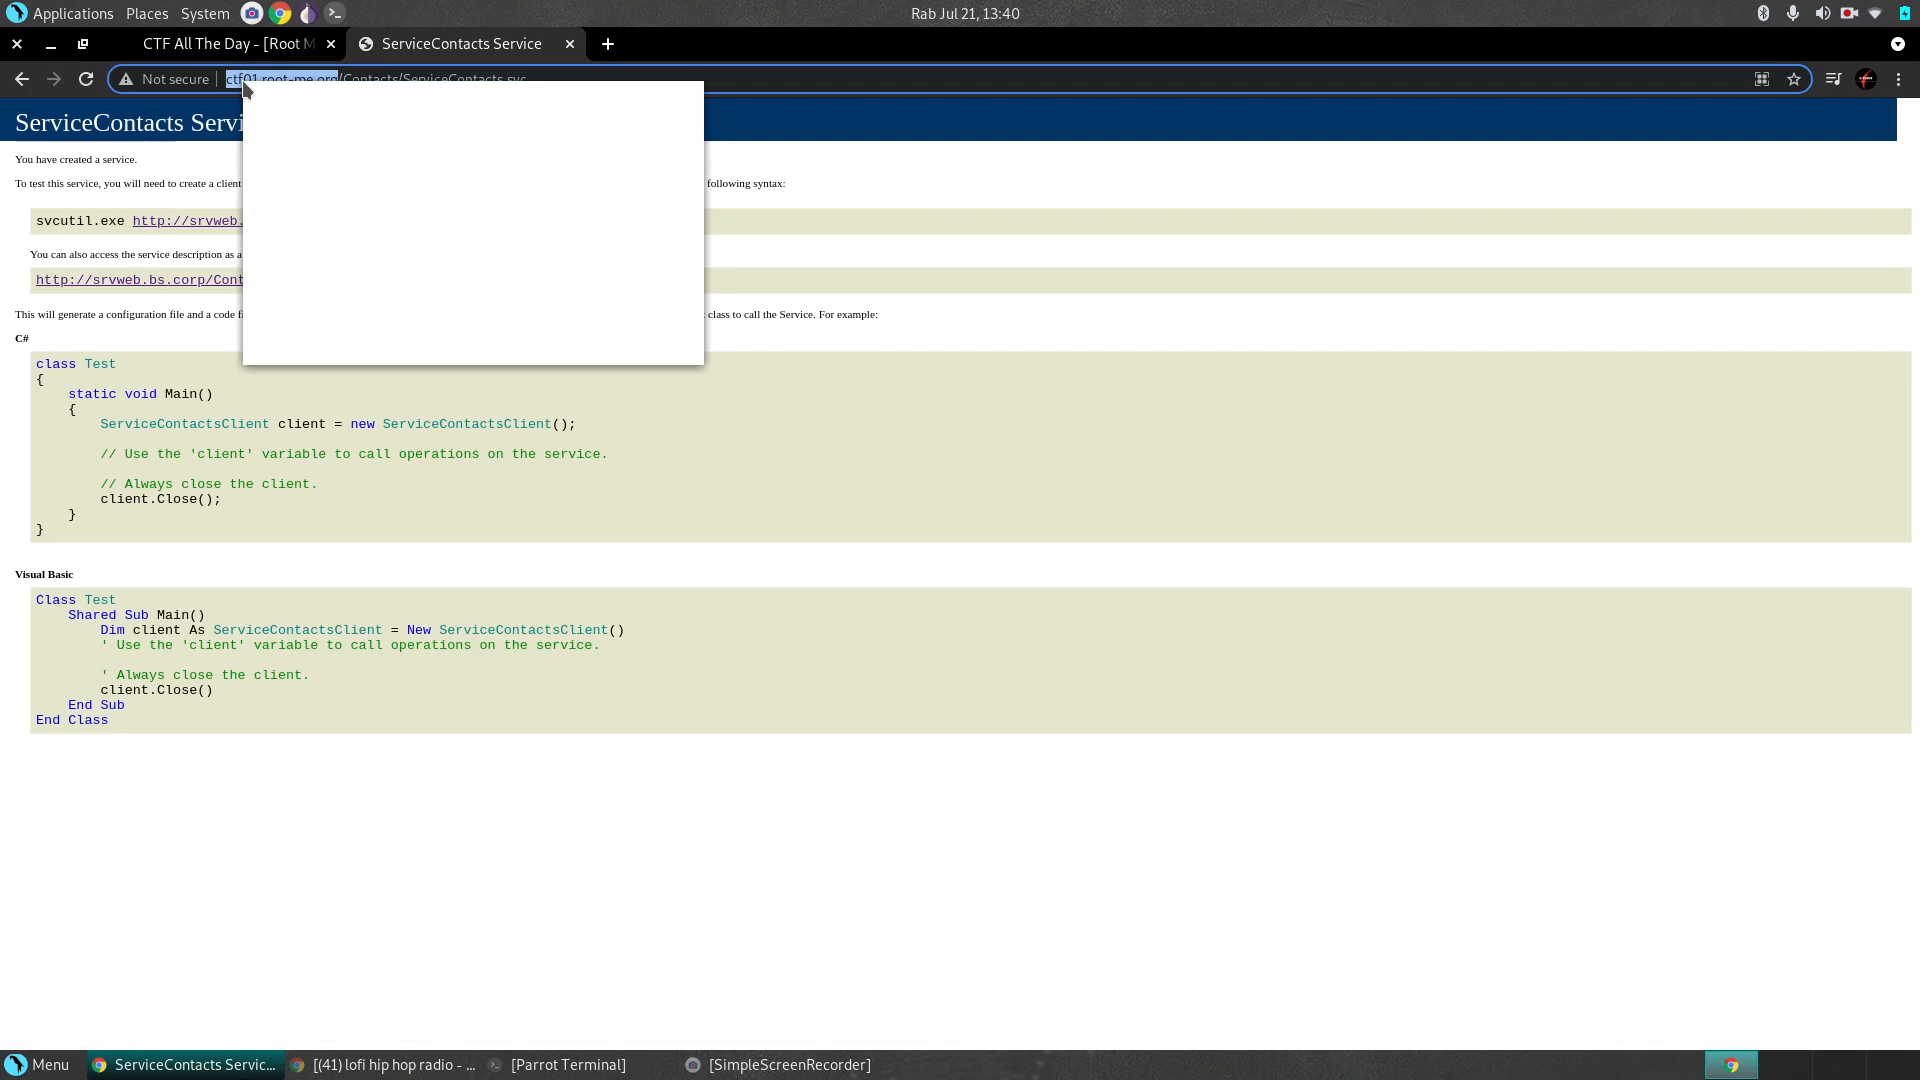 Applications Places System Rab Jul 21, 13:40
CTF All The Day - [Root M ServiceContacts Service
Not secure ctf01.root-me.org/Contacts/ServiceContacts.svc
ServiceContacts Servi
You have created a service.
To test this service, you will need to create a client following syntax:
svcutil.exe http://srvweb.
You can also access the service description as a
http://srvweb.bs.corp/Cont
This will generate a configuration file and a code fi class to call the Service. For example:
C#
class Test
{
static void Main()
{
ServiceContactsClient client = new ServiceContactsClient();
// Use the 'client' variable to call operations on the service.
// Always close the client.
client.Close();
}
}
Visual Basic
Class Test
Shared Sub Main()
Dim client As ServiceContactsClient = New ServiceContactsClient()
' Use the 'client' variable to call operations on the service.
' Always close the client.
client.Close()
End Sub
End Class
Menu ServiceContacts Servic... [(41) lofi hip hop radio - ... [Parrot Terminal] [SimpleScreenRecorder]